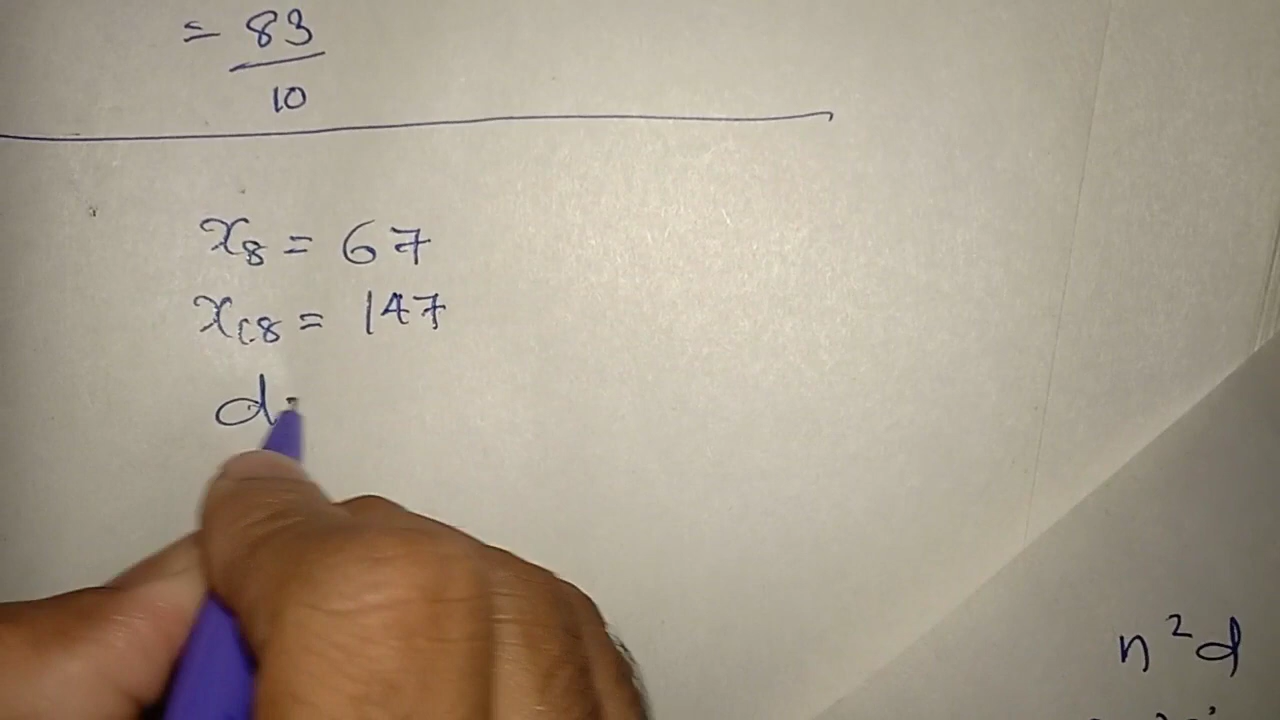 = 83
10
x₈ = 67
x₁₈ = 147
d
n²d